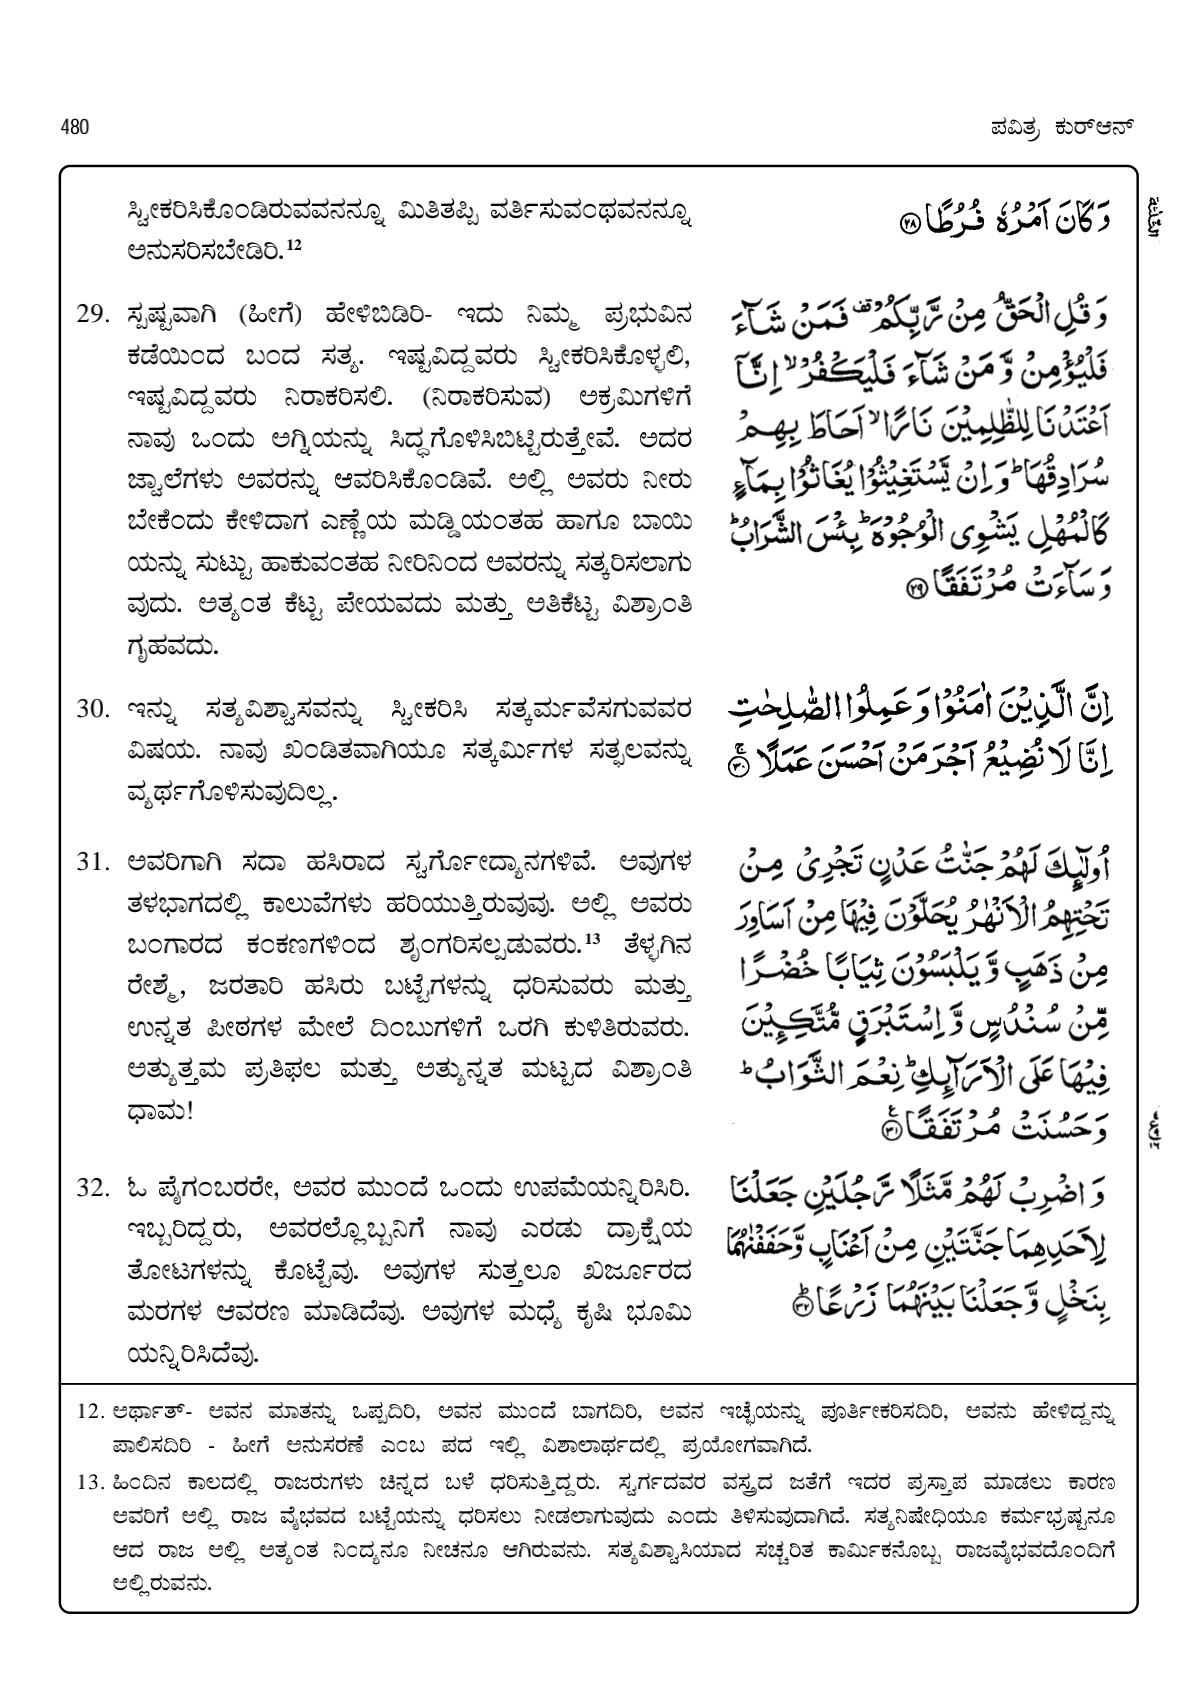 480
ಪವಿತ್ರ ಕುರ್‌ಆನ್
ಸ್ವೀಕರಿಸಿಕೊಂಡಿರುವವನನ್ನೂ ಮಿತಿತಪ್ಪಿ ವರ್ತಿಸುವಂಥವನನ್ನೂ
ಅನುಸರಿಸಬೇಡಿರಿ.¹²
وَكَانَ اَمْرُهٗ فُرُطًا ﴿۲۸﴾
29. ಸ್ಪಷ್ಟವಾಗಿ (ಹೀಗೆ) ಹೇಳಿಬಿಡಿರಿ- ಇದು ನಿಮ್ಮ ಪ್ರಭುವಿನ
ಕಡೆಯಿಂದ ಬಂದ ಸತ್ಯ. ಇಷ್ಟವಿದ್ದವರು ಸ್ವೀಕರಿಸಿಕೊಳ್ಳಲಿ,
ಇಷ್ಟವಿದ್ದವರು ನಿರಾಕರಿಸಲಿ. (ನಿರಾಕರಿಸುವ) ಅಕ್ರಮಿಗಳಿಗೆ
ನಾವು ಒಂದು ಅಗ್ನಿಯನ್ನು ಸಿದ್ಧಗೊಳಿಸಿಬಿಟ್ಟಿರುತ್ತೇವೆ. ಅದರ
ಜ್ವಾಲೆಗಳು ಅವರನ್ನು ಆವರಿಸಿಕೊಂಡಿವೆ. ಅಲ್ಲಿ ಅವರು ನೀರು
ಬೇಕೆಂದು ಕೇಳಿದಾಗ ಎಣ್ಣೆಯ ಮಡ್ಡಿಯಂತಹ ಹಾಗೂ ಬಾಯಿ
ಯನ್ನು ಸುಟ್ಟು ಹಾಕುವಂತಹ ನೀರಿನಿಂದ ಅವರನ್ನು ಸತ್ಕರಿಸಲಾಗು
ವುದು. ಅತ್ಯಂತ ಕೆಟ್ಟ ಪೇಯವದು ಮತ್ತು ಅತಿಕೆಟ್ಟ ವಿಶ್ರಾಂತಿ
ಗೃಹವದು.
وَقُلِ الْحَقُّ مِنْ رَّبِّكُمْ ۫ فَمَنْ شَآءَ
فَلْيُؤْمِنْ وَّمَنْ شَآءَ فَلْيَكْفُرْ ۙ اِنَّاۤ
اَعْتَدْنَا لِلظّٰلِمِيْنَ نَارًا ۙ اَحَاطَ بِهِمْ
سُرَادِقُهَا ؕ وَاِنْ يَّسْتَغِيْثُوْا يُغَاثُوْا بِمَآءٍ
كَالْمُهْلِ يَشْوِى الْوُجُوْهَ ؕ بِئْسَ الشَّرَابُ ؕ
وَسَآءَتْ مُرْتَفَقًا ﴿۲۹﴾
30. ಇನ್ನು ಸತ್ಯವಿಶ್ವಾಸವನ್ನು ಸ್ವೀಕರಿಸಿ ಸತ್ಕರ್ಮವೆಸಗುವವರ
ವಿಷಯ. ನಾವು ಖಂಡಿತವಾಗಿಯೂ ಸತ್ಕರ್ಮಿಗಳ ಸತ್ಫಲವನ್ನು
ವ್ಯರ್ಥಗೊಳಿಸುವುದಿಲ್ಲ.
اِنَّ الَّذِيْنَ اٰمَنُوْا وَعَمِلُوا الصّٰلِحٰتِ
اِنَّا لَا نُضِيْعُ اَجْرَ مَنْ اَحْسَنَ عَمَلًا ۚ ﴿۳۰﴾
31. ಅವರಿಗಾಗಿ ಸದಾ ಹಸಿರಾದ ಸ್ವರ್ಗೋದ್ಯಾನಗಳಿವೆ. ಅವುಗಳ
ತಳಭಾಗದಲ್ಲಿ ಕಾಲುವೆಗಳು ಹರಿಯುತ್ತಿರುವುವು. ಅಲ್ಲಿ ಅವರು
ಬಂಗಾರದ ಕಂಕಣಗಳಿಂದ ಶೃಂಗರಿಸಲ್ಪಡುವರು.¹³ ತೆಳ್ಳಗಿನ
ರೇಶ್ಮೆ, ಜರತಾರಿ ಹಸಿರು ಬಟ್ಟೆಗಳನ್ನು ಧರಿಸುವರು ಮತ್ತು
ಉನ್ನತ ಪೀಠಗಳ ಮೇಲೆ ದಿಂಬುಗಳಿಗೆ ಒರಗಿ ಕುಳಿತಿರುವರು.
ಅತ್ಯುತ್ತಮ ಪ್ರತಿಫಲ ಮತ್ತು ಅತ್ಯುನ್ನತ ಮಟ್ಟದ ವಿಶ್ರಾಂತಿ
ಧಾಮ!
اُولٰٓئِكَ لَهُمْ جَنّٰتُ عَدْنٍ تَجْرِىْ مِنْ
تَحْتِهِمُ الْاَنْهٰرُ يُحَلَّوْنَ فِيْهَا مِنْ اَسَاوِرَ
مِنْ ذَهَبٍ وَّيَلْبَسُوْنَ ثِيَابًا خُضْرًا
مِّنْ سُنْدُسٍ وَّاِسْتَبْرَقٍ مُّتَّكِـِٕيْنَ
فِيْهَا عَلَى الْاَرَآئِكِ ؕ نِعْمَ الثَّوَابُ ؕ
وَحَسُنَتْ مُرْتَفَقًا ﴿۳۱﴾
32. ಓ ಪೈಗಂಬರರೇ, ಅವರ ಮುಂದೆ ಒಂದು ಉಪಮೆಯನ್ನಿರಿಸಿರಿ.
ಇಬ್ಬರಿದ್ದರು, ಅವರಲ್ಲೊಬ್ಬನಿಗೆ ನಾವು ಎರಡು ದ್ರಾಕ್ಷೆಯ
ತೋಟಗಳನ್ನು ಕೊಟ್ಟೆವು. ಅವುಗಳ ಸುತ್ತಲೂ ಖರ್ಜೂರದ
ಮರಗಳ ಆವರಣ ಮಾಡಿದೆವು. ಅವುಗಳ ಮಧ್ಯೆ ಕೃಷಿ ಭೂಮಿ
ಯನ್ನಿರಿಸಿದೆವು.
وَاضْرِبْ لَهُمْ مَّثَلًا رَّجُلَيْنِ جَعَلْنَا
لِاَحَدِهِمَا جَنَّتَيْنِ مِنْ اَعْنَابٍ وَّحَفَفْنٰهُمَا
بِنَخْلٍ وَّجَعَلْنَا بَيْنَهُمَا زَرْعًا ؕ ﴿۳۲﴾
12. ಅರ್ಥಾತ್- ಅವನ ಮಾತನ್ನು ಒಪ್ಪದಿರಿ, ಅವನ ಮುಂದೆ ಬಾಗದಿರಿ, ಅವನ ಇಚ್ಛೆಯನ್ನು ಪೂರ್ತೀಕರಿಸದಿರಿ, ಅವನು ಹೇಳಿದ್ದನ್ನು
ಪಾಲಿಸದಿರಿ - ಹೀಗೆ ಅನುಸರಣೆ ಎಂಬ ಪದ ಇಲ್ಲಿ ವಿಶಾಲಾರ್ಥದಲ್ಲಿ ಪ್ರಯೋಗವಾಗಿದೆ.
13. ಹಿಂದಿನ ಕಾಲದಲ್ಲಿ ರಾಜರುಗಳು ಚಿನ್ನದ ಬಳೆ ಧರಿಸುತ್ತಿದ್ದರು. ಸ್ವರ್ಗದವರ ವಸ್ತ್ರದ ಜತೆಗೆ ಇದರ ಪ್ರಸ್ತಾಪ ಮಾಡಲು ಕಾರಣ
ಅವರಿಗೆ ಅಲ್ಲಿ ರಾಜ ವೈಭವದ ಬಟ್ಟೆಯನ್ನು ಧರಿಸಲು ನೀಡಲಾಗುವುದು ಎಂದು ತಿಳಿಸುವುದಾಗಿದೆ. ಸತ್ಯನಿಷೇಧಿಯೂ ಕರ್ಮಭ್ರಷ್ಟನೂ
ಆದ ರಾಜ ಅಲ್ಲಿ ಅತ್ಯಂತ ನಿಂದ್ಯನೂ ನೀಚನೂ ಆಗಿರುವನು. ಸತ್ಯವಿಶ್ವಾಸಿಯಾದ ಸಚ್ಚರಿತ ಕಾರ್ಮಿಕನೊಬ್ಬ ರಾಜವೈಭವದೊಂದಿಗೆ
ಅಲ್ಲಿರುವನು.